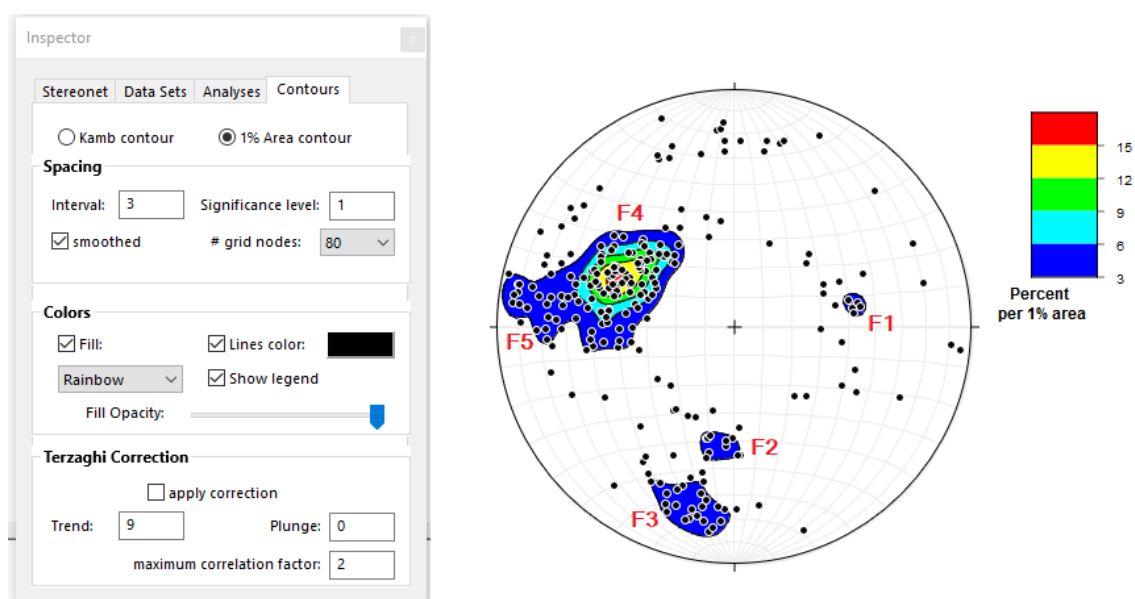 Inspector
x
Stereonet Data Sets Analyses Contours
Kamb contour 1% Area contour
Spacing
Interval: 3 Significance level: 1
smoothed # grid nodes: 80
Colors
Fill: Lines color:
Rainbow Show legend
Fill Opacity:
Terzaghi Correction
apply correction
Trend: 9 Plunge: 0
maximum correlation factor: 2
F4
F5
F1
F2
F3
15
12
9
6
3
Percent
per 1% area